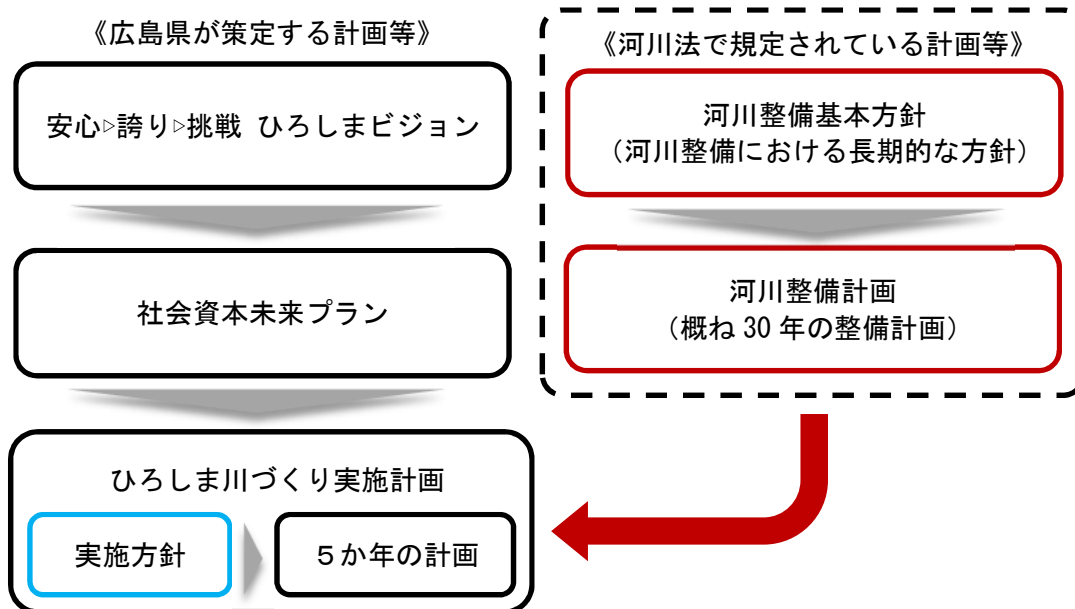 《広島県が策定する計画等》
安心▷誇り▷挑戦 ひろしまビジョン
社会資本未来プラン
ひろしま川づくり実施計画
実施方針
５か年の計画
《河川法で規定されている計画等》
河川整備基本方針
（河川整備における長期的な方針）
河川整備計画
（概ね 30 年の整備計画）